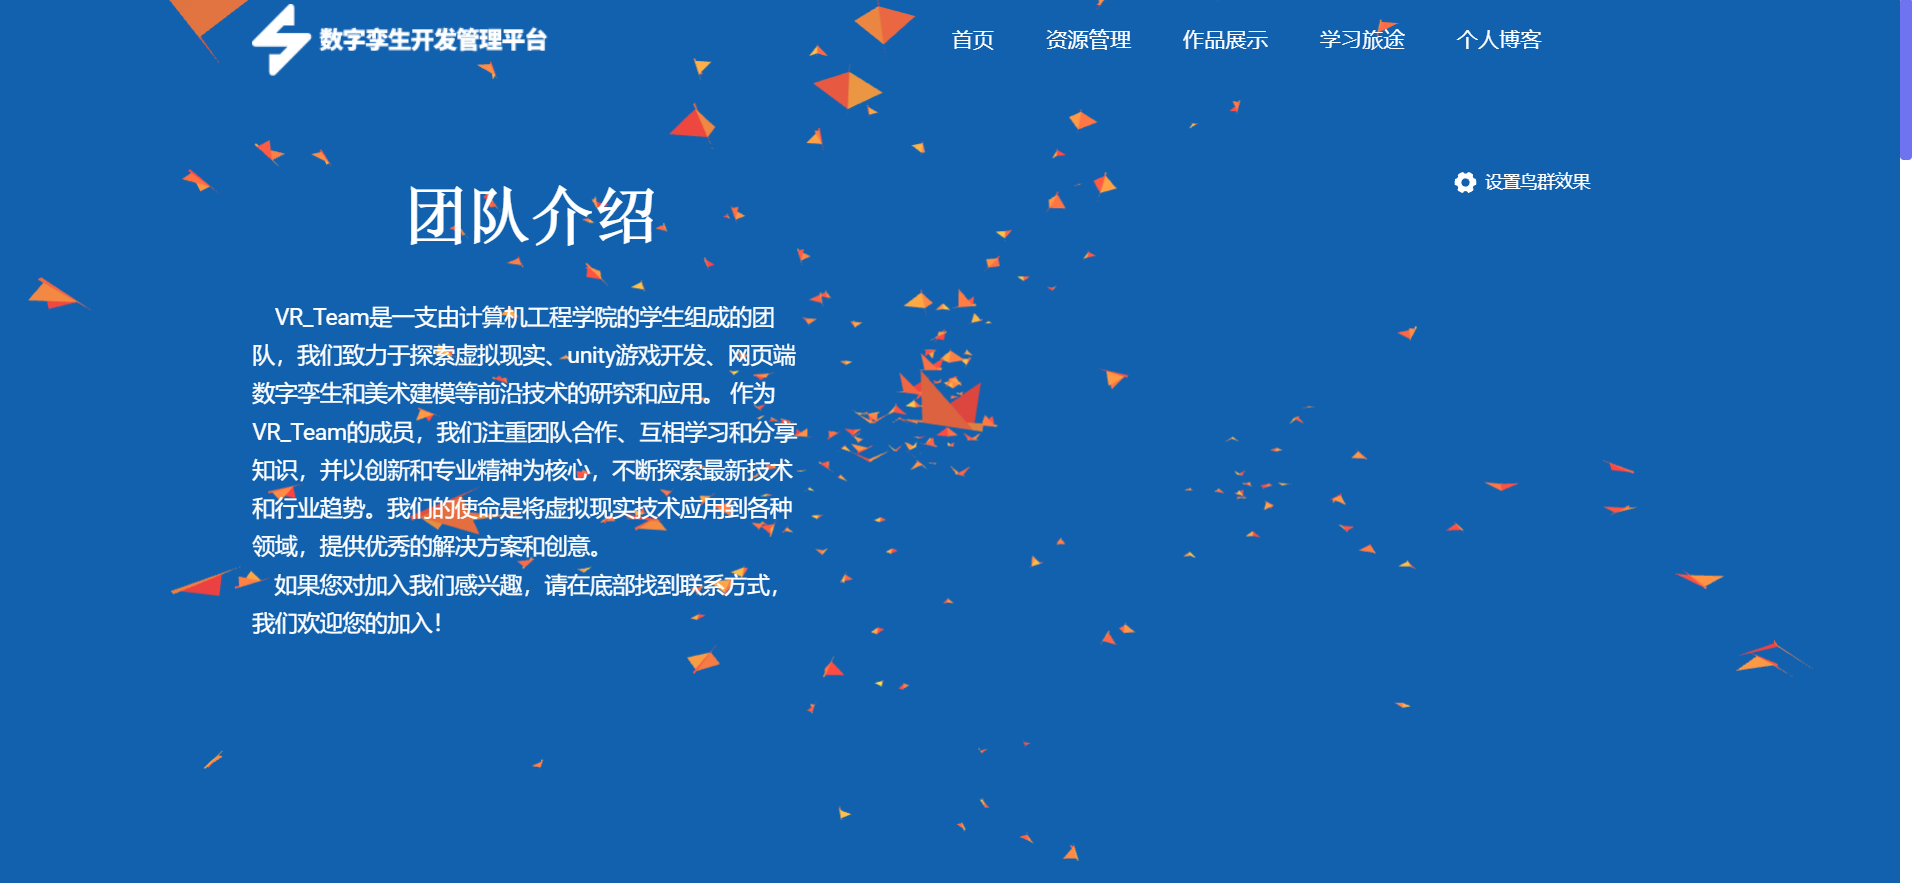 数字孪生开发管理平台
首页 资源管理 作品展示 学习旅途 个人博客
设置鸟群效果
团队介绍
VR_Team是一支由计算机工程学院的学生组成的团
队，我们致力于探索虚拟现实、unity游戏开发、网页端
数字孪生和美术建模等前沿技术的研究和应用。 作为
VR_Team的成员，我们注重团队合作、互相学习和分享
知识，并以创新和专业精神为核心，不断探索最新技术
和行业趋势。我们的使命是将虚拟现实技术应用到各种
领域，提供优秀的解决方案和创意。
如果您对加入我们感兴趣，请在底部找到联系方式，
我们欢迎您的加入！